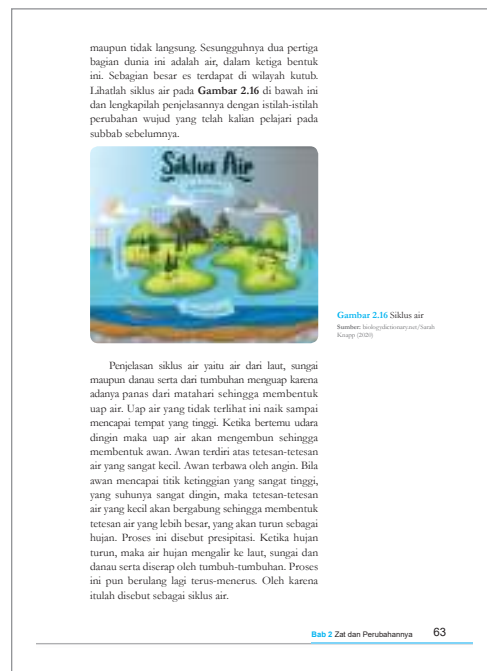 maupun tidak langsung. Sesungguhnya dua pertiga
bagian dunia ini adalah air, dalam ketiga bentuk
ini. Sebagian besar es terdapat di wilayah kutub.
Lihatlah siklus air pada Gambar 2.16 di bawah ini
dan lengkapilah penjelasannya dengan istilah-istilah
perubahan wujud yang telah kalian pelajari pada
subbab sebelumnya.
Siklus Air
Gambar 2.16 Siklus air
Sumber: biologydictionary.net/Sarah
Knapp (2020)
Penjelasan siklus air yaitu air dari laut, sungai
maupun danau serta dari tumbuhan menguap karena
adanya panas dari matahari sehingga membentuk
uap air. Uap air yang tidak terlihat ini naik sampai
mencapai tempat yang tinggi. Ketika bertemu udara
dingin maka uap air akan mengembun sehingga
membentuk awan. Awan terdiri atas tetesan-tetesan
air yang sangat kecil. Awan terbawa oleh angin. Bila
awan mencapai titik ketinggian yang sangat tinggi,
yang suhunya sangat dingin, maka tetesan-tetesan
air yang kecil akan bergabung sehingga membentuk
tetesan air yang lebih besar, yang akan turun sebagai
hujan. Proses ini disebut presipitasi. Ketika hujan
turun, maka air hujan mengalir ke laut, sungai dan
danau serta diserap oleh tumbuh-tumbuhan. Proses
ini pun berulang lagi terus-menerus. Oleh karena
itulah disebut sebagai siklus air.
Bab 2 Zat dan Perubahannya 63